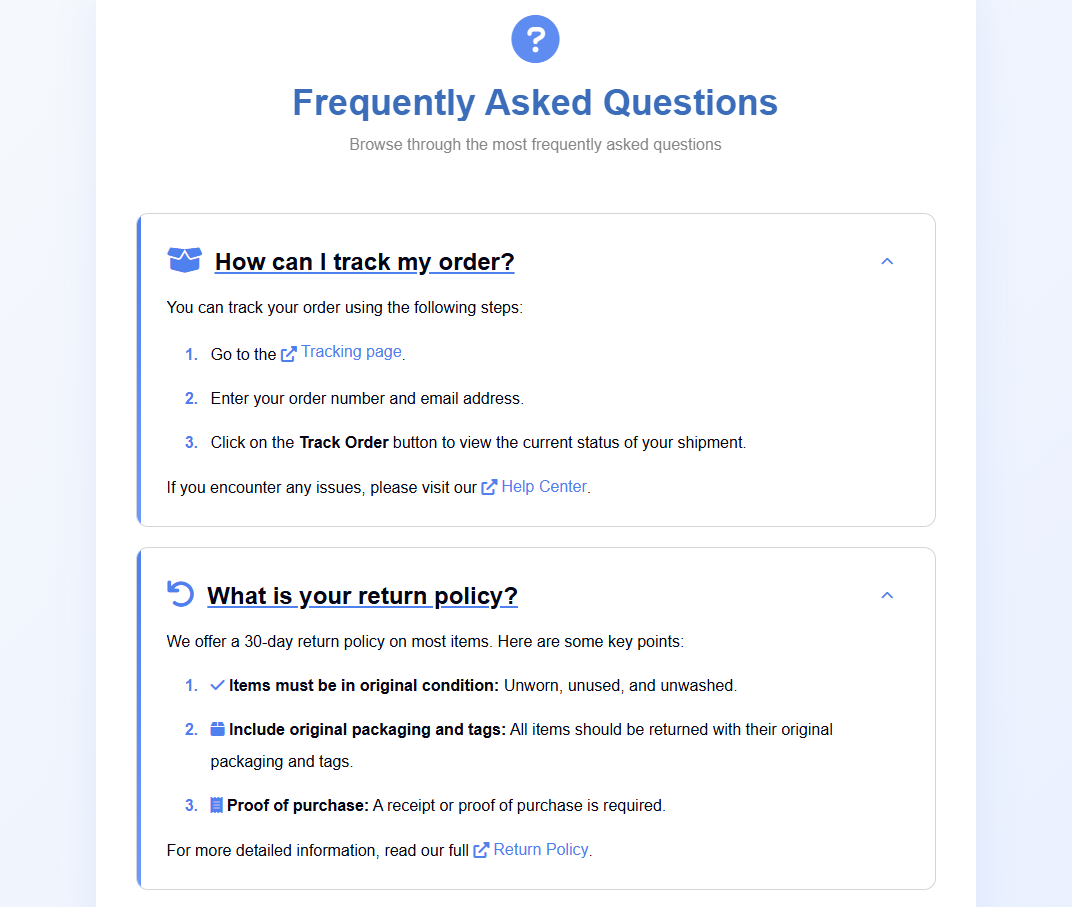 ?
Frequently Asked Questions
Browse through the most frequently asked questions
How can I track my order?
You can track your order using the following steps:
1. Go to the Tracking page.
2. Enter your order number and email address.
3. Click on the Track Order button to view the current status of your shipment.
If you encounter any issues, please visit our Help Center.
What is your return policy?
We offer a 30-day return policy on most items. Here are some key points:
1. Items must be in original condition: Unworn, unused, and unwashed.
2. Include original packaging and tags: All items should be returned with their original
packaging and tags.
3. Proof of purchase: A receipt or proof of purchase is required.
For more detailed information, read our full Return Policy.